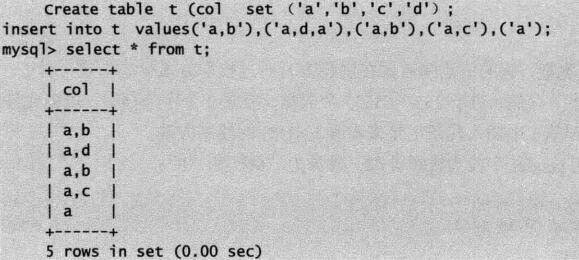 Create table t (col set ('a','b','c','d') ;
insert into t values('a,b'),('a,d,a'),('a,b'),('a,c'),('a');
mysql> select * from t;
+------+
| col |
+------+
| a,b |
| a,d |
| a,b |
| a,c |
| a |
+------+
5 rows in set (0.00 sec)